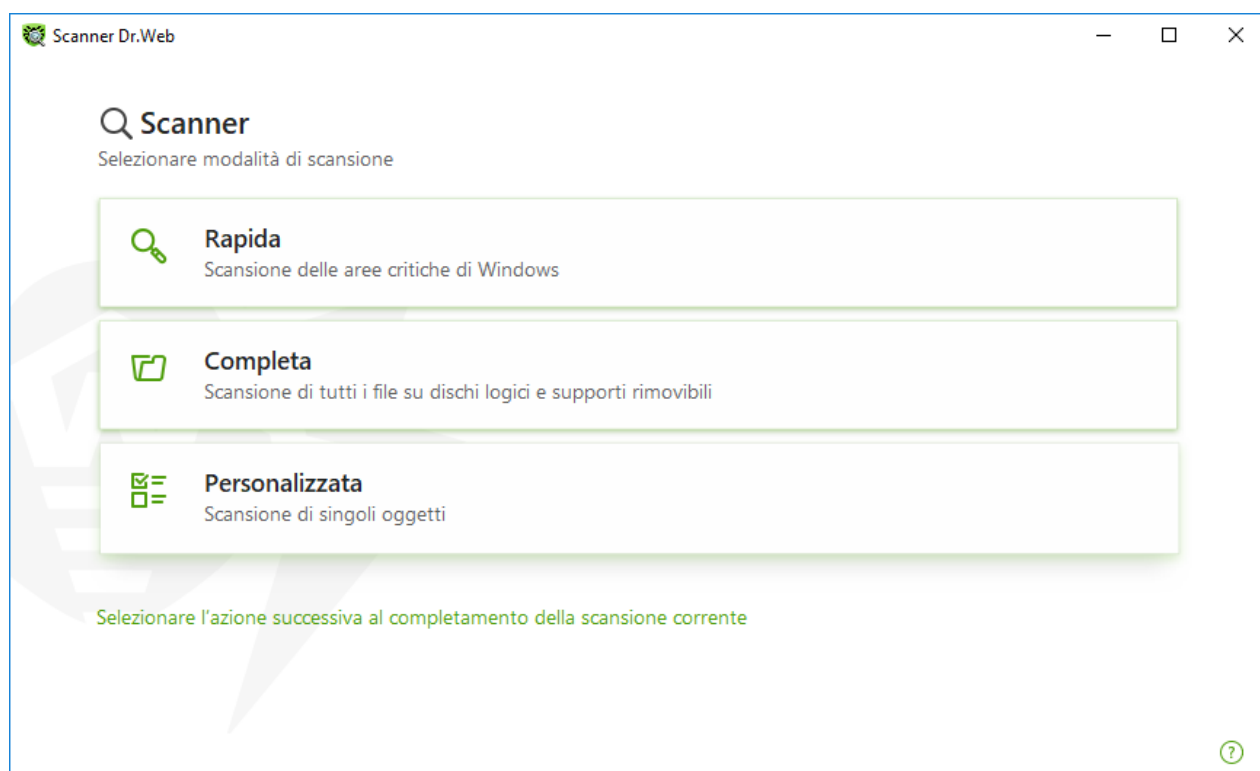 Scanner Dr.Web
Scanner
Selezionare modalità di scansione
Rapida
Scansione delle aree critiche di Windows
Completa
Scansione di tutti i file su dischi logici e supporti rimovibili
Personalizzata
Scansione di singoli oggetti
Selezionare l'azione successiva al completamento della scansione corrente
?